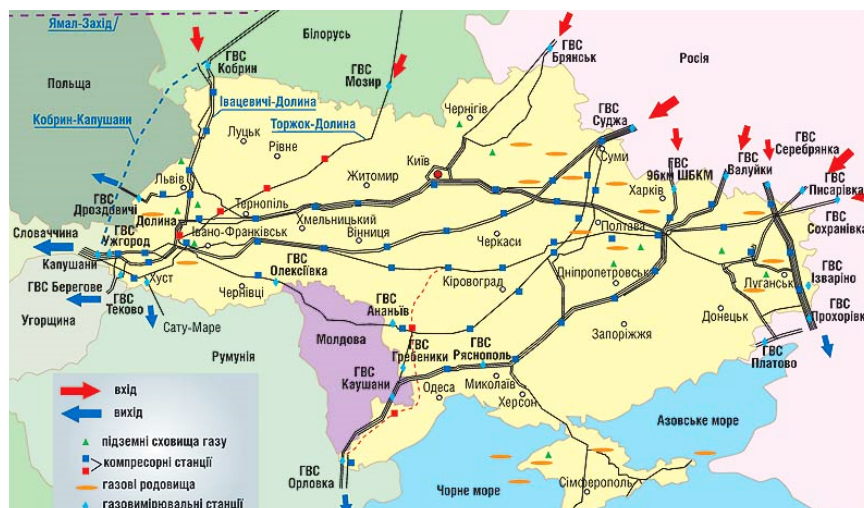 Ямал-Захід
Білорусь
Росія
Польща
ГВС
Кобрин
ГВС
Мозир
ГВС
Брянськ
Івацевичі-Долина
Кобрин-Капушани
Торжок-Долина
Чернігів
ГВС
Суджа
Луцьк
Рівне
Київ
Суми
ГВС
96км ШБКМ
ГВС
Валуйки
ГВС
Серебрянка
ГВС
Писарівка
Житомир
Харків
Львів
ГВС
Дроздовичі
Тернопіль
Долина
Хмельницький
Івано-Франківськ
Вінниця
Полтава
ГВС
Сохранівка
Словаччина
ГВС
Ужгород
Черкаси
Капушани
ГВС Берегове
Хуст
ГВС
Теково
Чернівці
ГВС
Олексіївка
Кіровоград
Дніпропетровськ
Луганськ
ГВС
Ізваріно
Угорщина
Сату-Маре
ГВС
Ананьїв
Донецьк
ГВС
Прохорівка
Молдова
Запоріжжя
ГВС
Платово
Румунія
ГВС
Гребеники
ГВС
Ряснополь
ГВС
Каушани
Одеса
Миколаїв
Херсон
Азовське море
вхід
вихід
підземні сховища газу
компресорні станції
газові родовища
газовимірювальні станції
ГВС
Орловка
Чорне море
Сімферополь